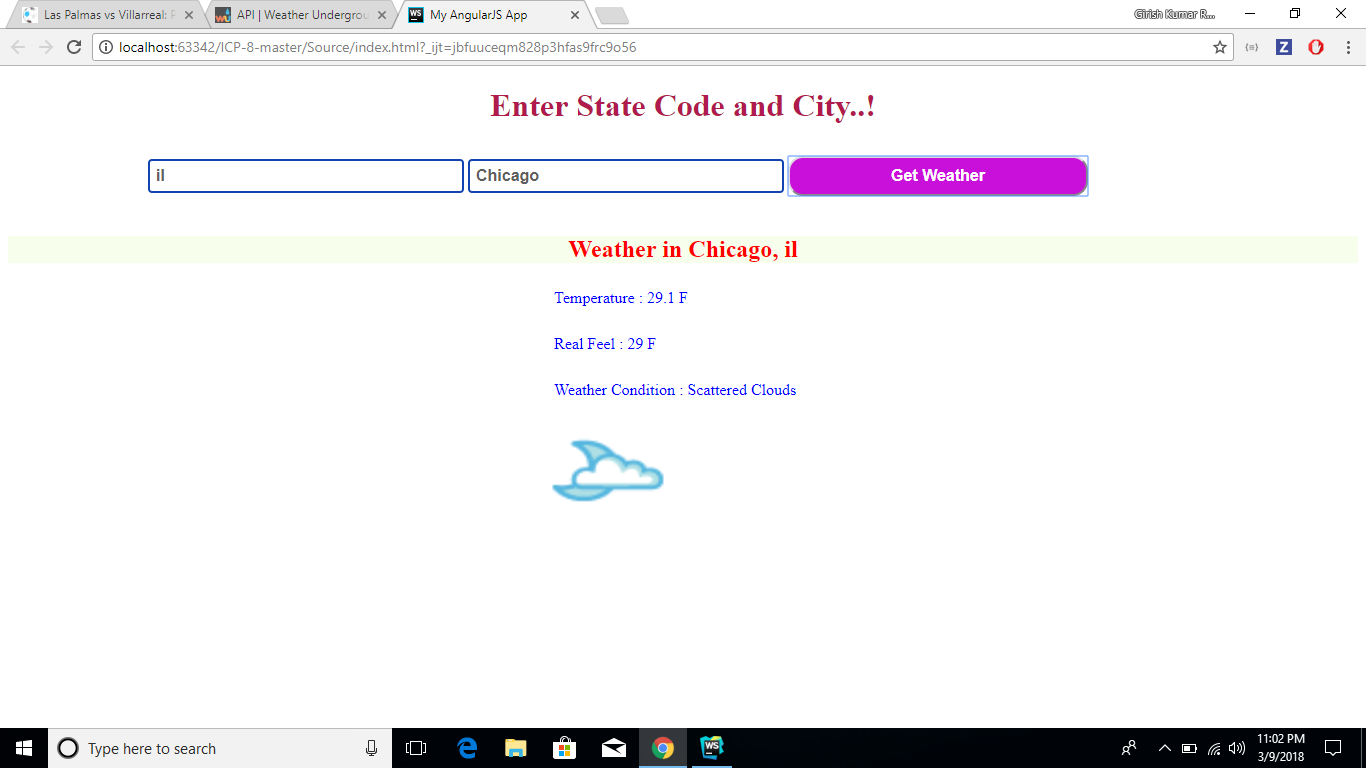 Las Palmas vs Villarreal: P
API | Weather Undergrou
My AngularJS App
Girish Kumar R...
localhost:63342/ICP-8-master/Source/index.html?_ijt=jbfuuceqm828p3hfas9frc9o56
Enter State Code and City..!
il
Chicago
Get Weather
Weather in Chicago, il
Temperature : 29.1 F
Real Feel : 29 F
Weather Condition : Scattered Clouds
Type here to search
WS
11:02 PM
3/9/2018